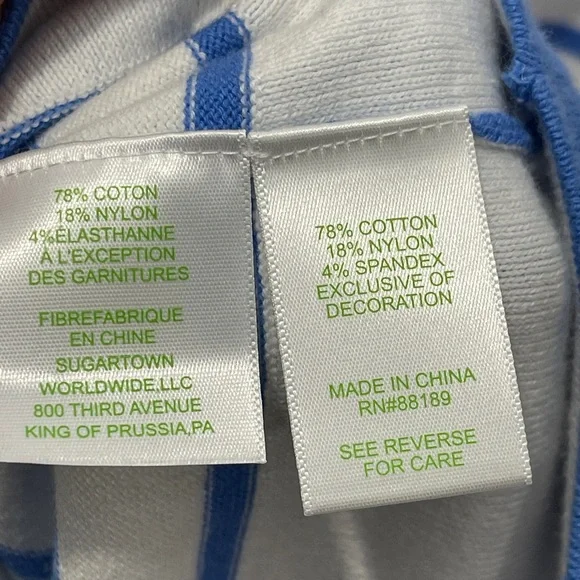 78% COTON
18% NYLON
4%ÉLASTHANNE
À L'EXCEPTION
DES GARNITURES
FIBREFABRIQUE
EN CHINE
SUGARTOWN
WORLDWIDE,LLC
800 THIRD AVENUE
KING OF PRUSSIA,PA
78% COTTON
18% NYLON
4% SPANDEX
EXCLUSIVE OF
DECORATION
MADE IN CHINA
RN#88189
SEE REVERSE
FOR CARE